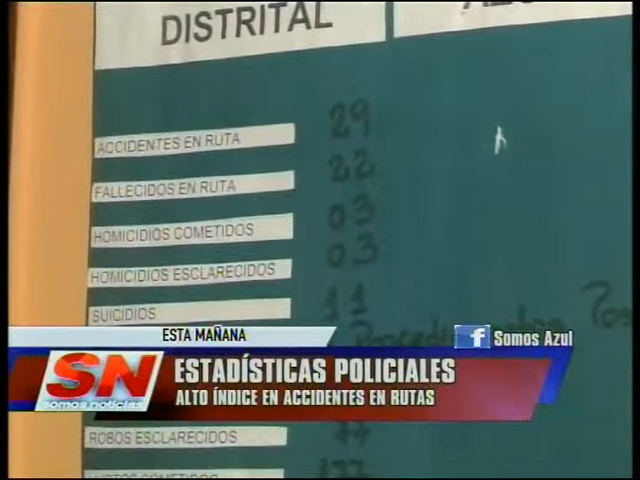 DISTRITAL
ACCIDENTES EN RUTA 29
FALLECIDOS EN RUTA 22
HOMICIDIOS COMETIDOS 03
HOMICIDIOS ESCLARECIDOS 03
SUICIDIOS 11
ESTA MAÑANA
f Somos Azul
SN
somos noticias
ESTADÍSTICAS POLICIALES
ALTO ÍNDICE EN ACCIDENTES EN RUTAS
ROBOS ESCLARECIDOS